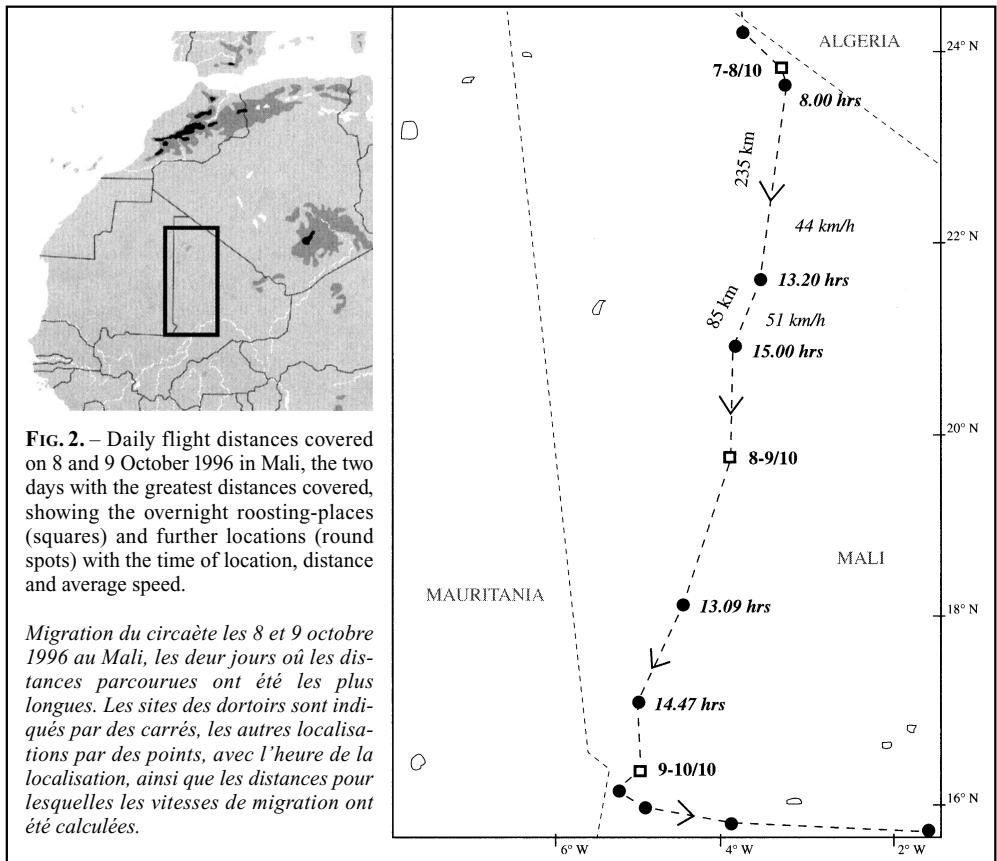 FIG. 2. – Daily flight distances covered
on 8 and 9 October 1996 in Mali, the two
days with the greatest distances covered,
showing the overnight roosting-places
(squares) and further locations (round
spots) with the time of location, distance
and average speed.
Migration du circaète les 8 et 9 octobre
1996 au Mali, les deur jours oû les dis-
tances parcourues ont été les plus
longues. Les sites des dortoirs sont indi-
qués par des carrés, les autres localisa-
tions par des points, avec l’heure de la
localisation, ainsi que les distances pour
lesquelles les vitesses de migration ont
été calculées.
ALGERIA
24° N
7-8/10
8.00 hrs
235 km
44 km/h
22° N
13.20 hrs
85 km
51 km/h
15.00 hrs
20° N
8-9/10
MALI
MAURITANIA
13.09 hrs
18° N
14.47 hrs
9-10/10
16° N
6° W
4° W
2° W